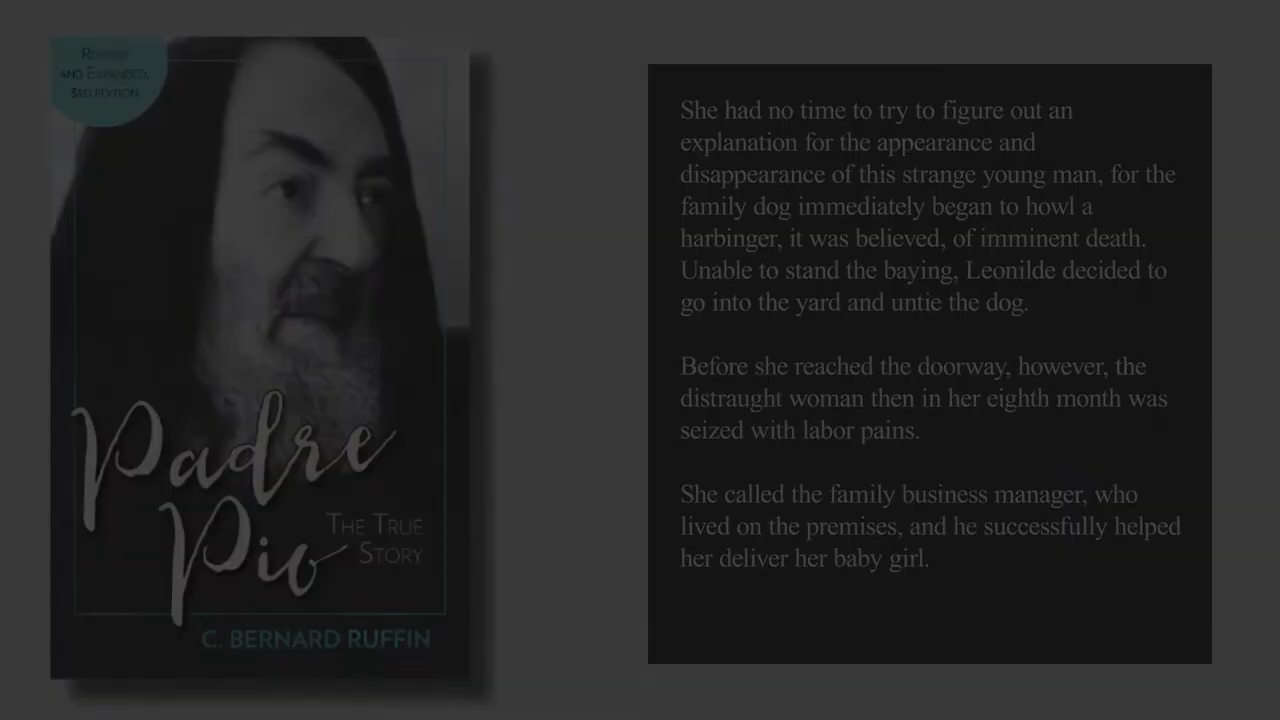 Revised
and Expanded,
3rd edition
Padre
Pio
The True
Story
C. BERNARD RUFFIN
She had no time to try to figure out an
explanation for the appearance and
disappearance of this strange young man, for the
family dog immediately began to howl a
harbinger, it was believed, of imminent death.
Unable to stand the baying, Leonilde decided to
go into the yard and untie the dog.
Before she reached the doorway, however, the
distraught woman then in her eighth month was
seized with labor pains.
She called the family business manager, who
lived on the premises, and he successfully helped
her deliver her baby girl.